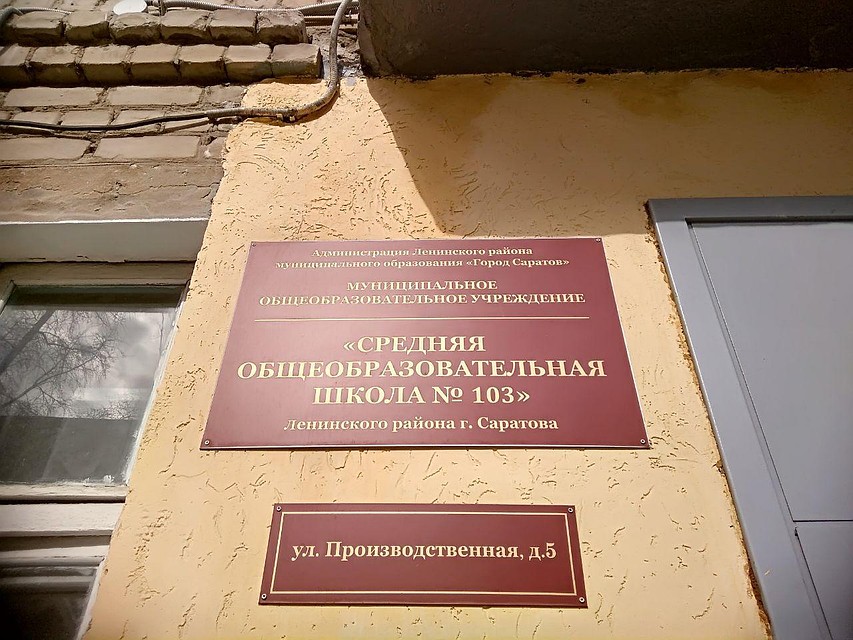 Администрация Ленинского района
муниципального образования «Город Саратов»
МУНИЦИПАЛЬНОЕ
ОБЩЕОБРАЗОВАТЕЛЬНОЕ УЧРЕЖДЕНИЕ
«СРЕДНЯЯ
ОБЩЕОБРАЗОВАТЕЛЬНАЯ
ШКОЛА № 103»
Ленинского района г. Саратова
ул. Производственная, д.5